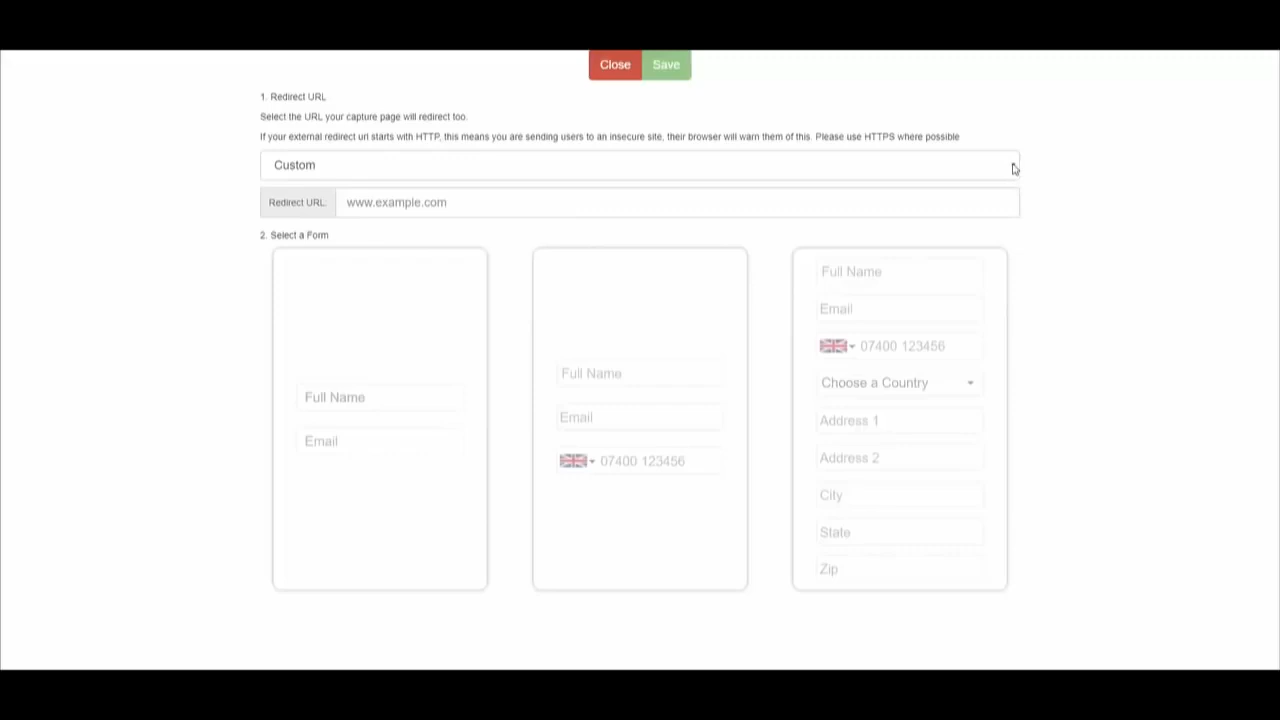 Close Save
1. Redirect URL
Select the URL your capture page will redirect too.
If your external redirect url starts with HTTP, this means you are sending users to an insecure site, their browser will warn them of this. Please use HTTPS where possible
Custom
Redirect URL: www.example.com
2. Select a Form
Full Name
Email
Full Name
Email
07400 123456
Full Name
Email
07400 123456
Choose a Country
Address 1
Address 2
City
State
Zip